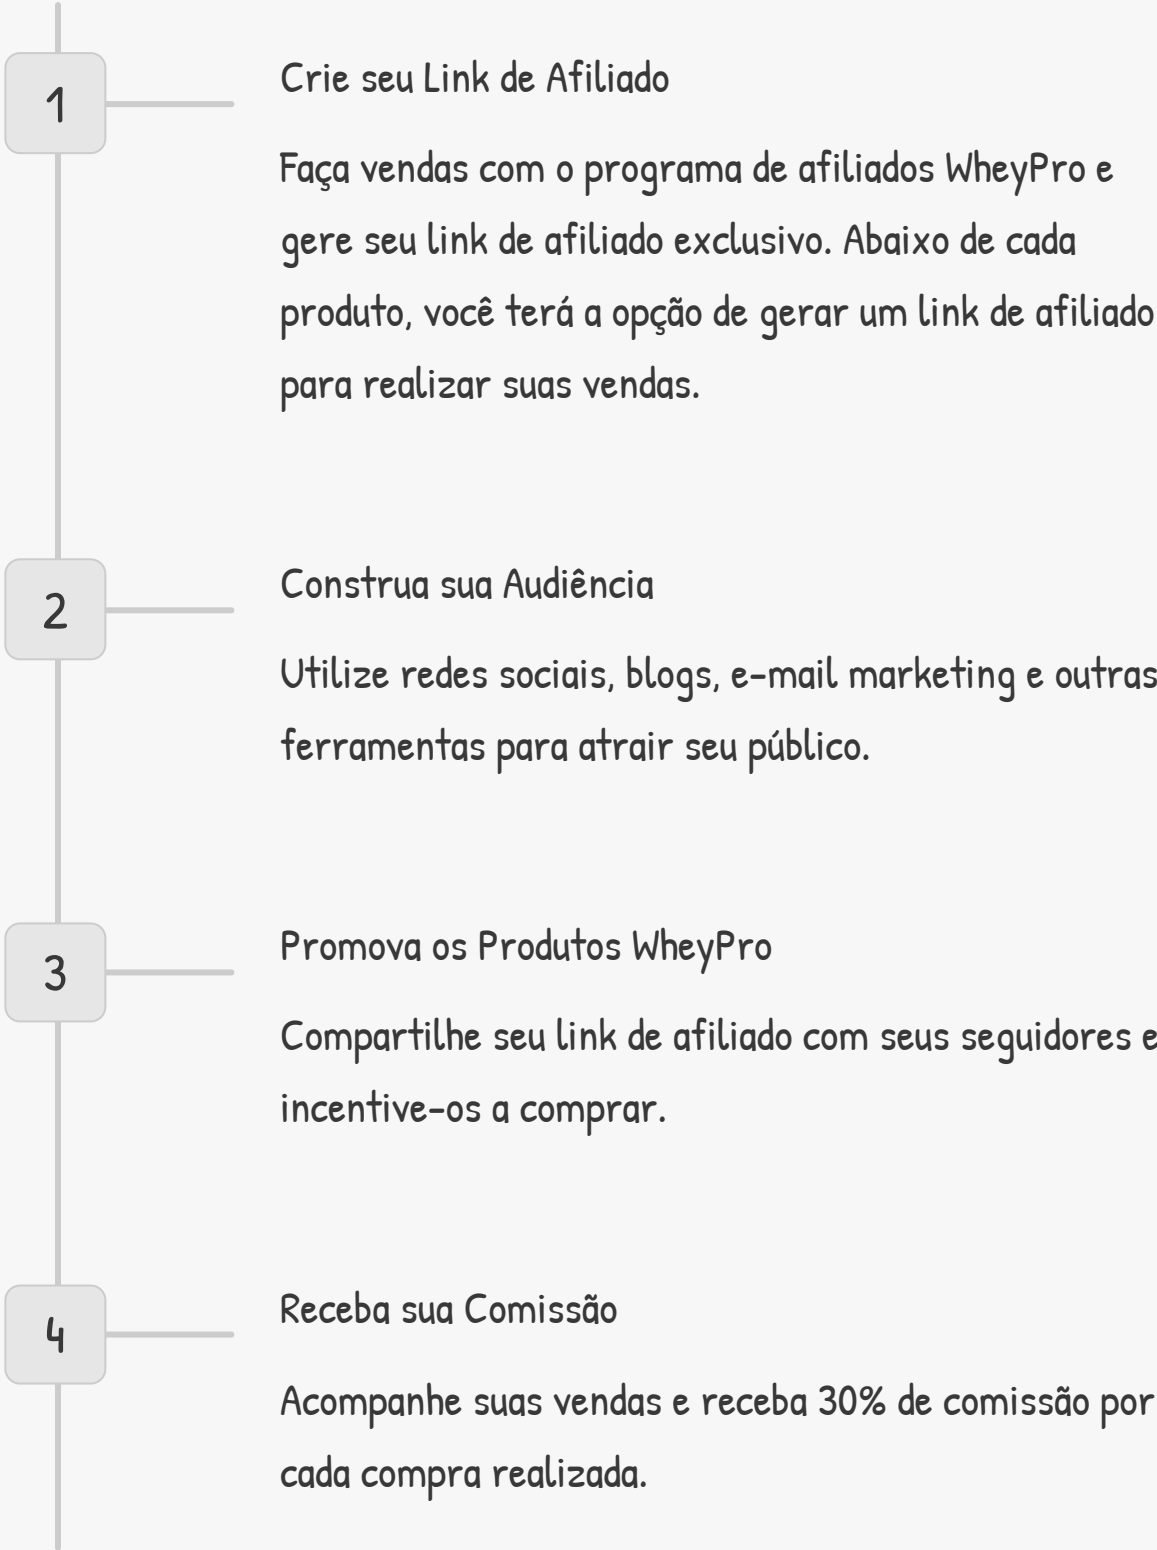 1
Crie seu Link de Afiliado
Faça vendas com o programa de afiliados WheyPro e
gere seu link de afiliado exclusivo. Abaixo de cada
produto, você terá a opção de gerar um link de afiliado
para realizar suas vendas.
2
Construa sua Audiência
Utilize redes sociais, blogs, e-mail marketing e outras
ferramentas para atrair seu público.
3
Promova os Produtos WheyPro
Compartilhe seu link de afiliado com seus seguidores e
incentive-os a comprar.
4
Receba sua Comissão
Acompanhe suas vendas e receba 30% de comissão por
cada compra realizada.